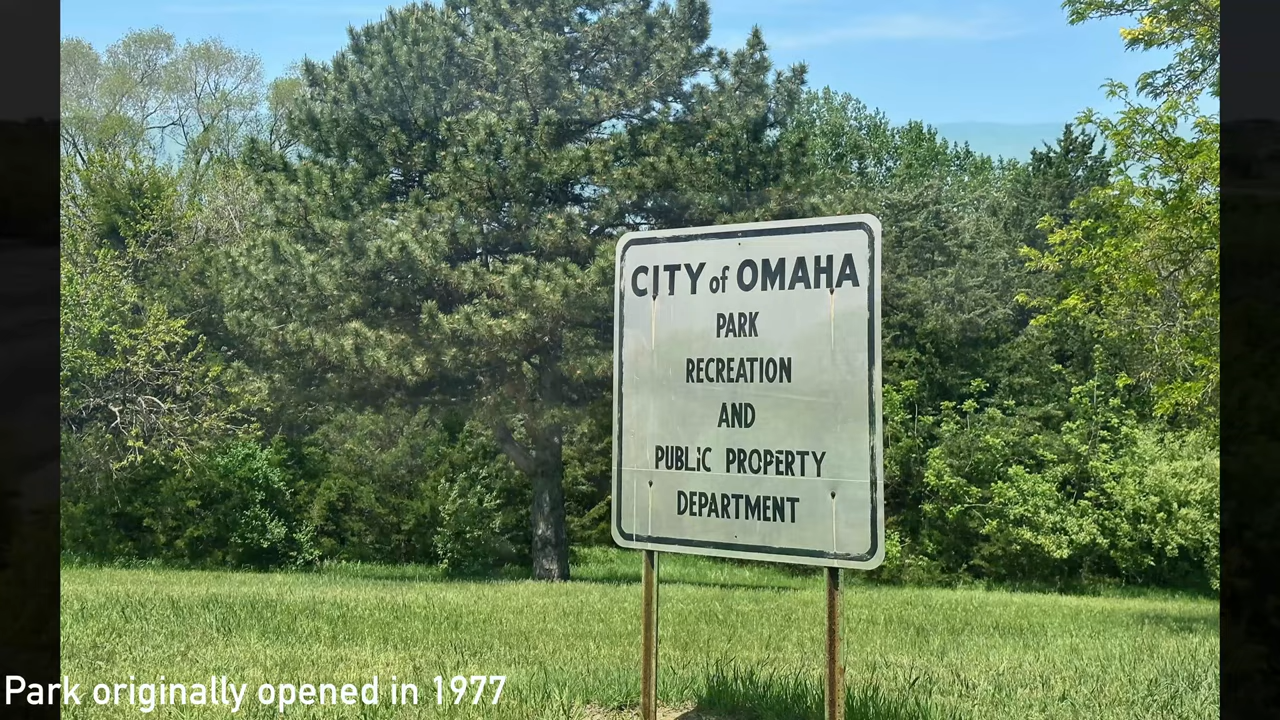 CITY of OMAHA
PARK
RECREATION
AND
PUBLIC PROPERTY
DEPARTMENT
Park originally opened in 1977